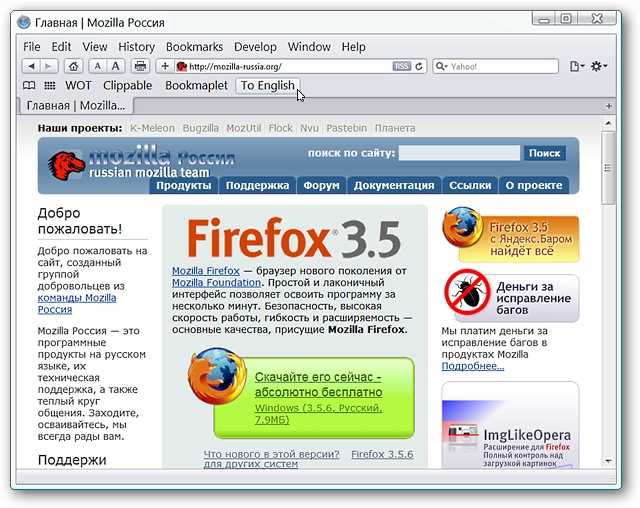 Главная | Mozilla Россия
File Edit View History Bookmarks Develop Window Help
A A + http://mozilla-russia.org/ RSS Yahoo!
WOT Clippable Bookmaplet To English
Главная | Mozilla... +
Наши проекты: K-Meleon Bugzilla MozUtil Flock Nvu Pastebin Планета
mozilla Россия
russian mozilla team
поиск по сайту: Поиск
Продукты Поддержка Форум Документация Ссылки О проекте
Добро
пожаловать!
Добро пожаловать на
сайт, созданный
группой
добровольцев из
команды Mozilla
Россия
Mozilla Россия — это
программные
продукты на русском
языке, их
техническая
поддержка, а также
теплый круг
общения. Заходите,
осваивайтесь, мы
всегда рады вам.
Поддержи
Firefox® 3.5
Mozilla Firefox — браузер нового поколения от
Mozilla Foundation. Простой и лаконичный
интерфейс позволяет освоить программу за
несколько минут. Безопасность, высокая
скорость работы, гибкость и расширяемость —
основные качества, присущие Mozilla Firefox.
Скачайте его сейчас -
абсолютно бесплатно
Windows (3.5.6, Русский,
7.9МБ)
Что нового в этой версии? Firefox 3.5.6
для других систем
Firefox 3.5
с Яндекс.Баром
найдёт всё
Деньги за
исправление
багов
Мы платим деньги за
исправление багов в
продуктах Mozilla
Подробнее...
ImgLikeOpera
Расширение для Firefox
Полный контроль над
загрузкой картинок